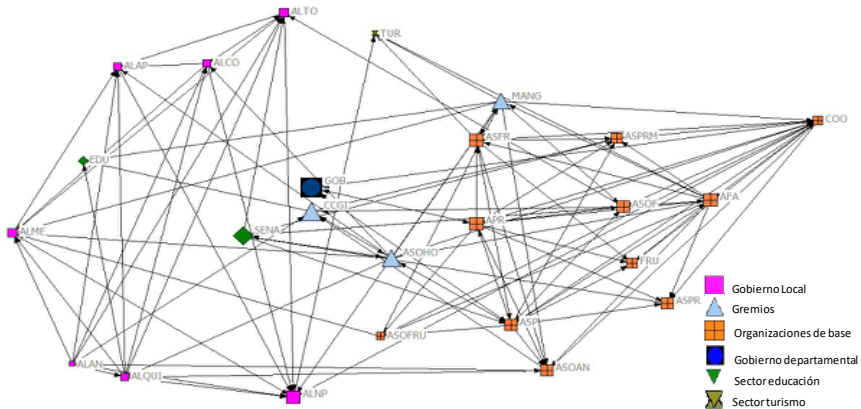 ALTO
TUR
ALAP
ALCO
MANG
COO
ASFR
ASPRM
EDU
GOB
CCGI
AFA
ASOF
APR
SENA
ALMF
ASOHO
FRU
ASPR
ASP
ASOFRU
ALAN
ALQUI
ASOAN
ALNP
Gobierno Local
Gremios
Organizaciones de base
Gobierno departamental
Sector educación
Sector turismo